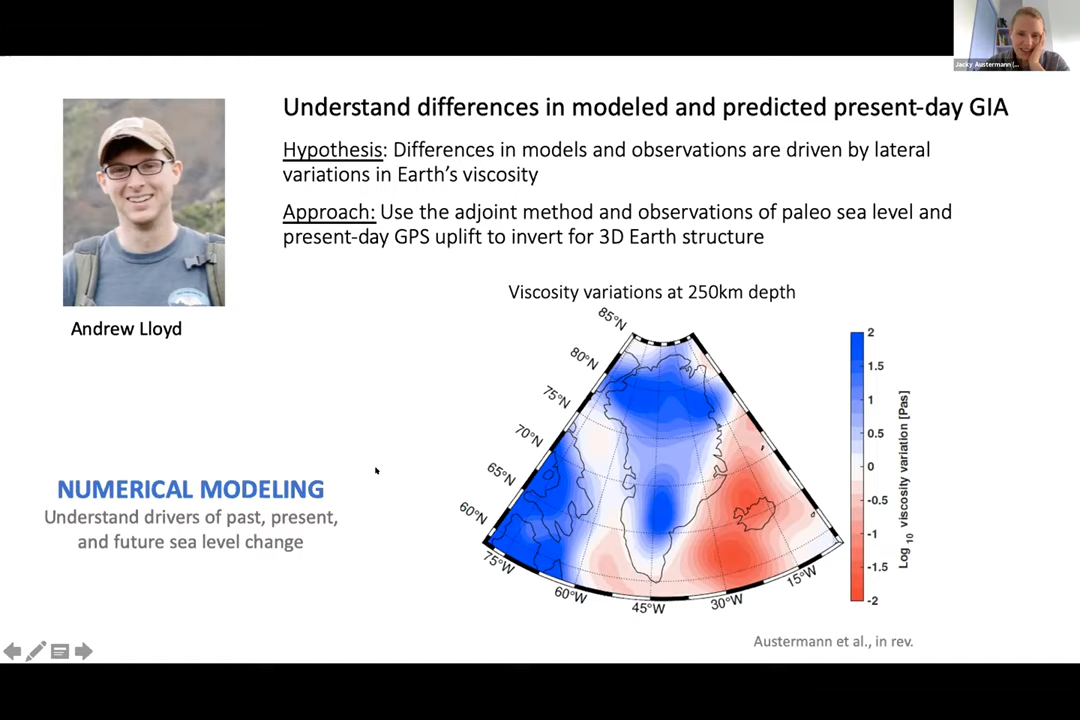 Jacky Austermann (...
Understand differences in modeled and predicted present-day GIA
Hypothesis: Differences in models and observations are driven by lateral
variations in Earth's viscosity
Approach: Use the adjoint method and observations of paleo sea level and
present-day GPS uplift to invert for 3D Earth structure
Andrew Lloyd
NUMERICAL MODELING
Understand drivers of past, present,
and future sea level change
Viscosity variations at 250km depth
85°N
80°N
75°N
70°N
65°N
60°N
75°W
60°W
45°W
30°W
15°W
2
1.5
1
0.5
0
-0.5
-1
-1.5
-2
Log10 viscosity variation [Pas]
Austermann et al., in rev.